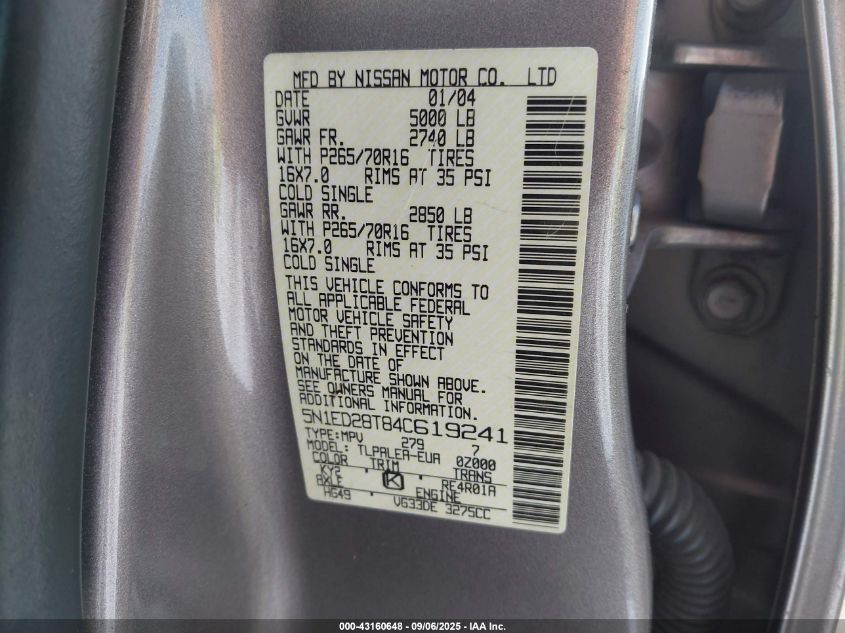 MFD BY NISSAN MOTOR CO. LTD
DATE 01/04
GVWR 5000 LB
GAWR FR. 2740 LB
WITH P265/70R16 TIRES
16X7.0 RIMS AT 35 PSI
COLD SINGLE
GAWR RR. 2850 LB
WITH P265/70R16 TIRES
16X7.0 RIMS AT 35 PSI
COLD SINGLE
THIS VEHICLE CONFORMS TO
ALL APPLICABLE FEDERAL
MOTOR VEHICLE SAFETY
AND THEFT PREVENTION
STANDARDS IN EFFECT
ON THE DATE OF
MANUFACTURE SHOWN ABOVE.
SEE OWNERS MANUAL FOR
ADDITIONAL INFORMATION
5N1ED28T84C619241
TYPE:MPV 279 7
MODEL: TLPALEA-EUA 0Z000
COLOR TRIM TRANS
KY2 K RE4R01A
AXLE ENGINE
HG49 VG33DE 3275CC
000-43160648 - 09/06/2025 - IAA Inc.